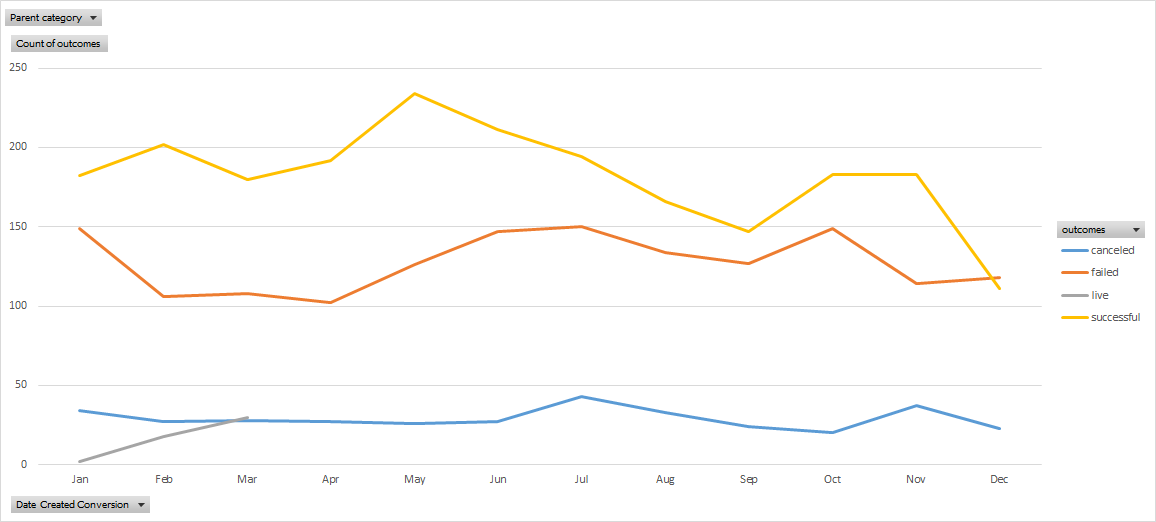 Parent category
Count of outcomes
250
200
150
100
50
0
Jan Feb Mar Apr May Jun Jul Aug Sep Oct Nov Dec
outcomes
canceled
failed
live
successful
Date Created Conversion